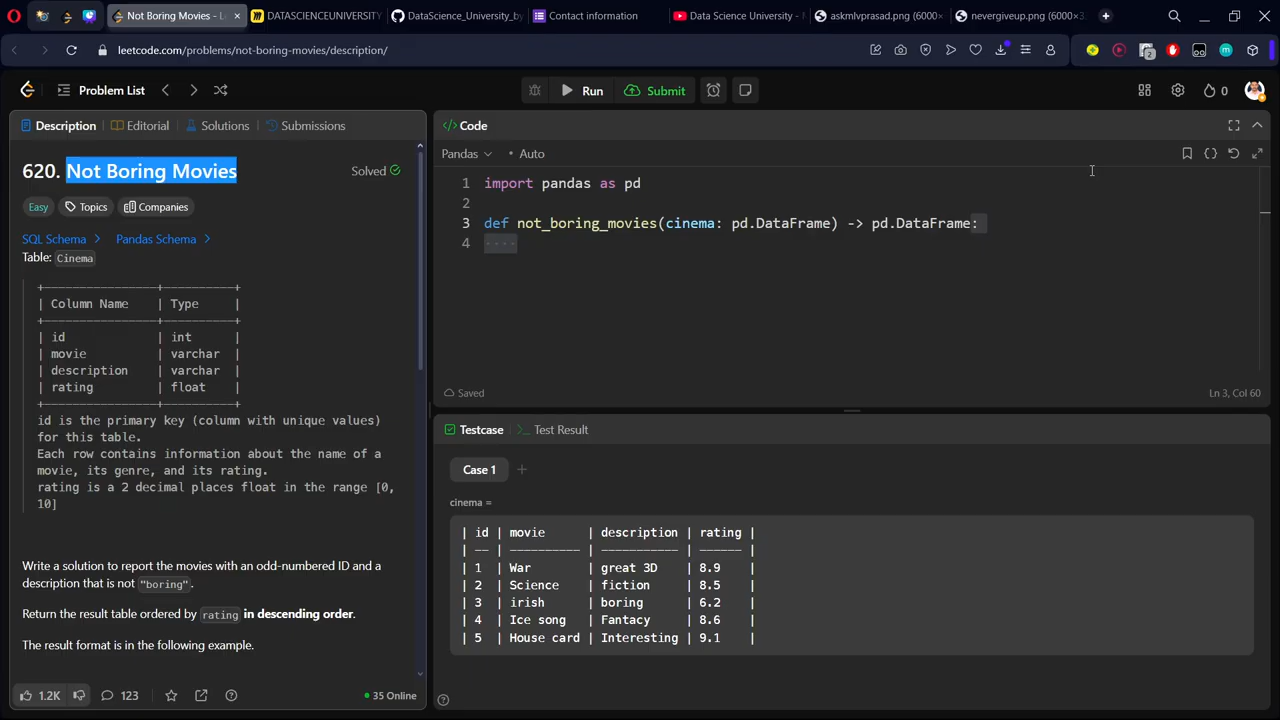 Not Boring Movies - L
DATASCIENCEUNIVERSITY
DataScience_University_by
Contact information
Data Science University -
askmlvprasad.png (6000×
nevergiveup.png (6000×3
leetcode.com/problems/not-boring-movies/description/
2
Problem List
Run
Submit
0
Description
Editorial
Solutions
Submissions
620. Not Boring Movies
Solved
Easy
Topics
Companies
SQL Schema
Pandas Schema
Table: Cinema
| Column Name | Type |
| id | int |
| movie | varchar |
| description | varchar |
| rating | float |
id is the primary key (column with unique values)
for this table.
Each row contains information about the name of a
movie, its genre, and its rating.
rating is a 2 decimal places float in the range [0,
10]
Write a solution to report the movies with an odd-numbered ID and a
description that is not "boring".
Return the result table ordered by rating in descending order.
The result format is in the following example.
1.2K
123
35 Online
</> Code
Pandas
Auto
1 import pandas as pd
2
3 def not_boring_movies(cinema: pd.DataFrame) -> pd.DataFrame:
4
Saved
Ln 3, Col 60
Testcase
Test Result
Case 1
cinema =
| id | movie | description | rating |
| -- | ---------- | ----------- | ------ |
| 1 | War | great 3D | 8.9 |
| 2 | Science | fiction | 8.5 |
| 3 | irish | boring | 6.2 |
| 4 | Ice song | Fantacy | 8.6 |
| 5 | House card | Interesting | 9.1 |